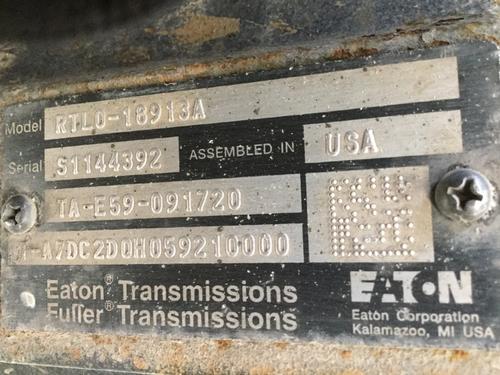 Model RTLO-18913A
Serial S1144392 ASSEMBLED IN USA
TA-E59-091720
A7DC2D0H059210000
Eaton® Transmissions
Fuller® Transmissions
EATON
Eaton Corporation
Kalamazoo, MI USA